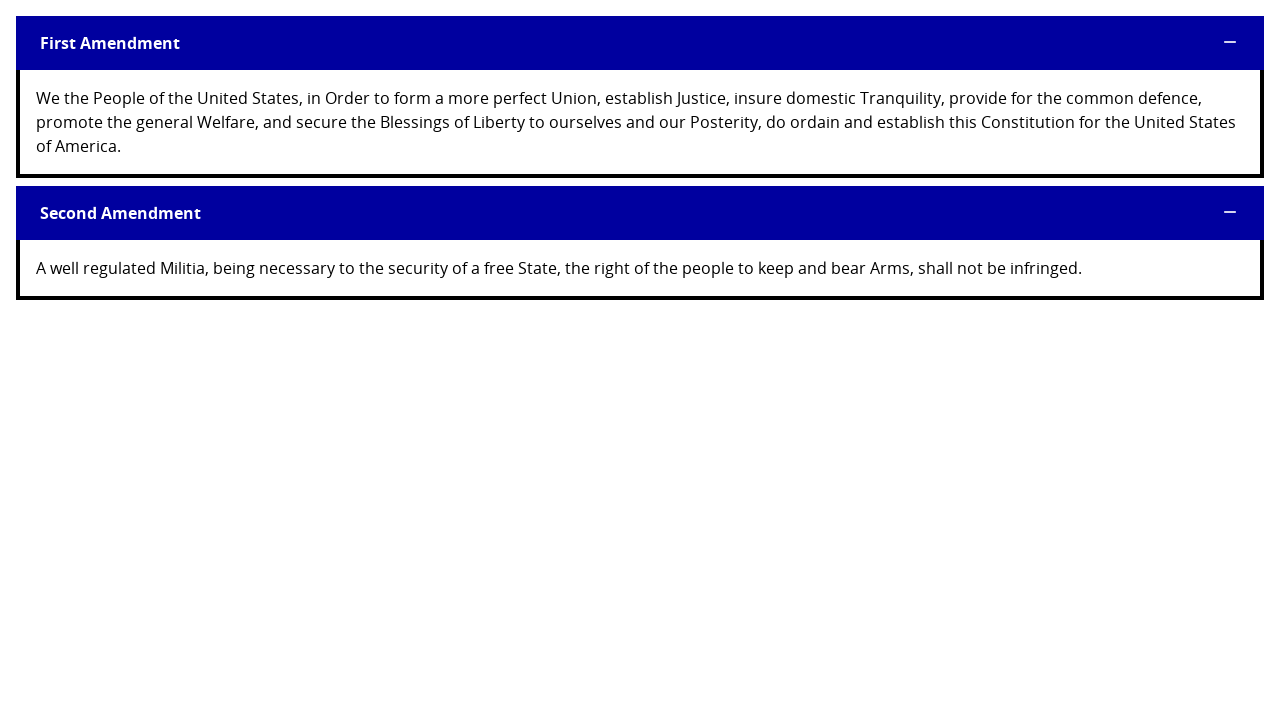 First Amendment
We the People of the United States, in Order to form a more perfect Union, establish Justice, insure domestic Tranquility, provide for the common defence,
promote the general Welfare, and secure the Blessings of Liberty to ourselves and our Posterity, do ordain and establish this Constitution for the United States
of America.
Second Amendment
A well regulated Militia, being necessary to the security of a free State, the right of the people to keep and bear Arms, shall not be infringed.